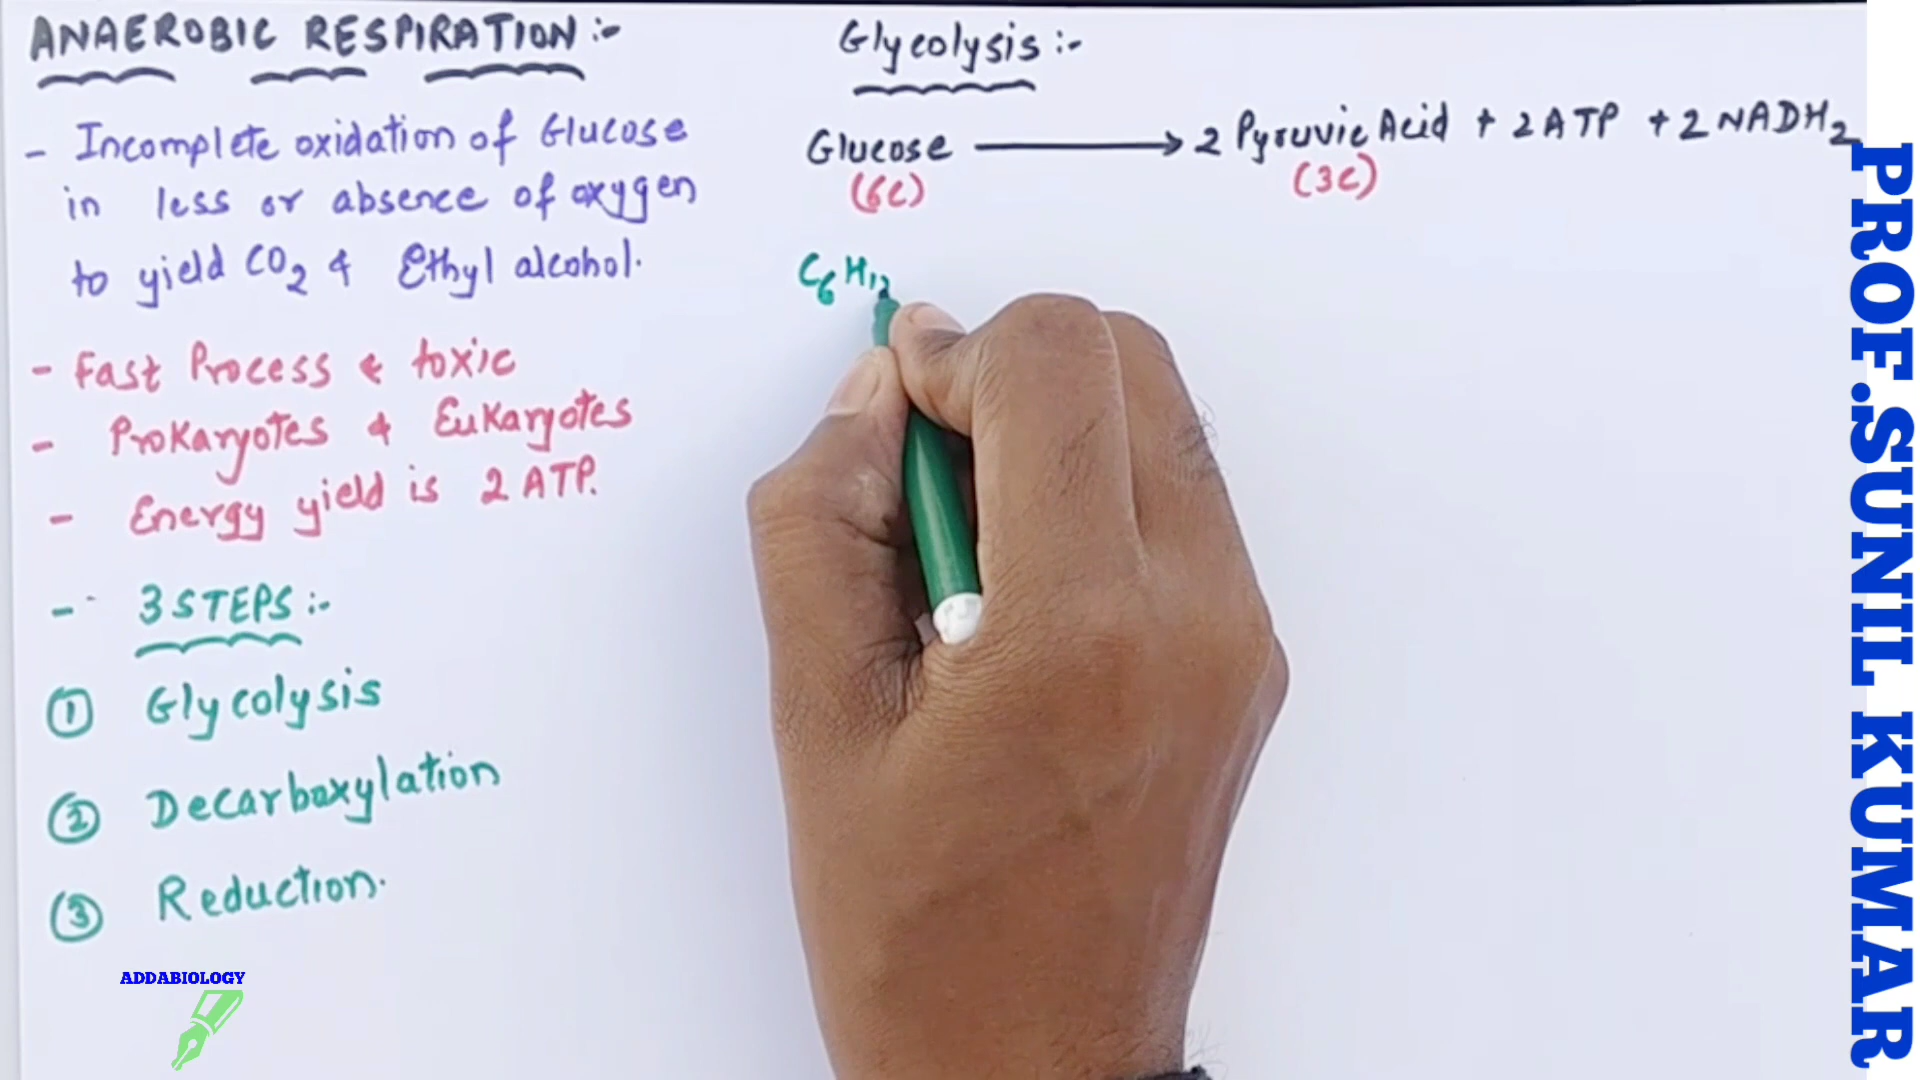 ANAEROBIC RESPIRATION :-
- Incomplete oxidation of Glucose
in less or absence of oxygen
to yield CO2 & Ethyl alcohol.
- Fast Process & toxic
- Prokaryotes & Eukaryotes
- Energy yield is 2 ATP.
- 3 STEPS :-
① Glycolysis
② Decarboxylation
③ Reduction.
ADDABIOLOGY
Glycolysis :-
Glucose → 2 Pyruvic Acid + 2 ATP + 2 NADH2
(6C) (3C)
C6H12
PROF.SUNIL KUMAR